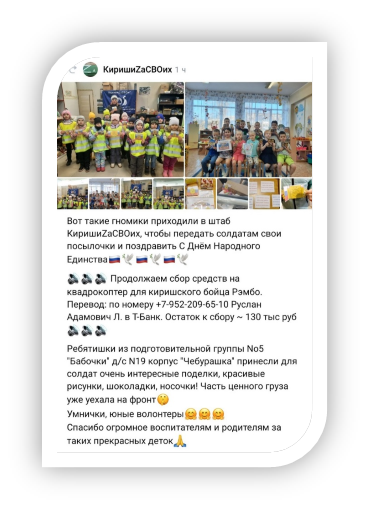 КиришиZаСВОих 1 ч
Вот такие гномики приходили в штаб
КиришиZаСВОих, чтобы передать солдатам свои
посылочки и поздравить С Днём Народного
Единства🇷🇺🕊🇷🇺🕊🇷🇺🕊
🔊🔊🔊 Продолжаем сбор средств на
квадрокоптер для киришского бойца Рэмбо.
Перевод: по номеру +7-952-209-65-10 Руслан
Адамович Л. в Т-Банк. Остаток к сбору ~ 130 тыс руб
🔊🔊🔊
Ребятишки из подготовительной группы No5
"Бабочки" д/с N19 корпус "Чебурашка" принесли для
солдат очень интересные поделки, красивые
рисунки, шоколадки, носочки! Часть ценного груза
уже уехала на фронт🤫
Умнички, юные волонтеры🤗🤗🤗
Спасибо огромное воспитателям и родителям за
таких прекрасных деток🙏